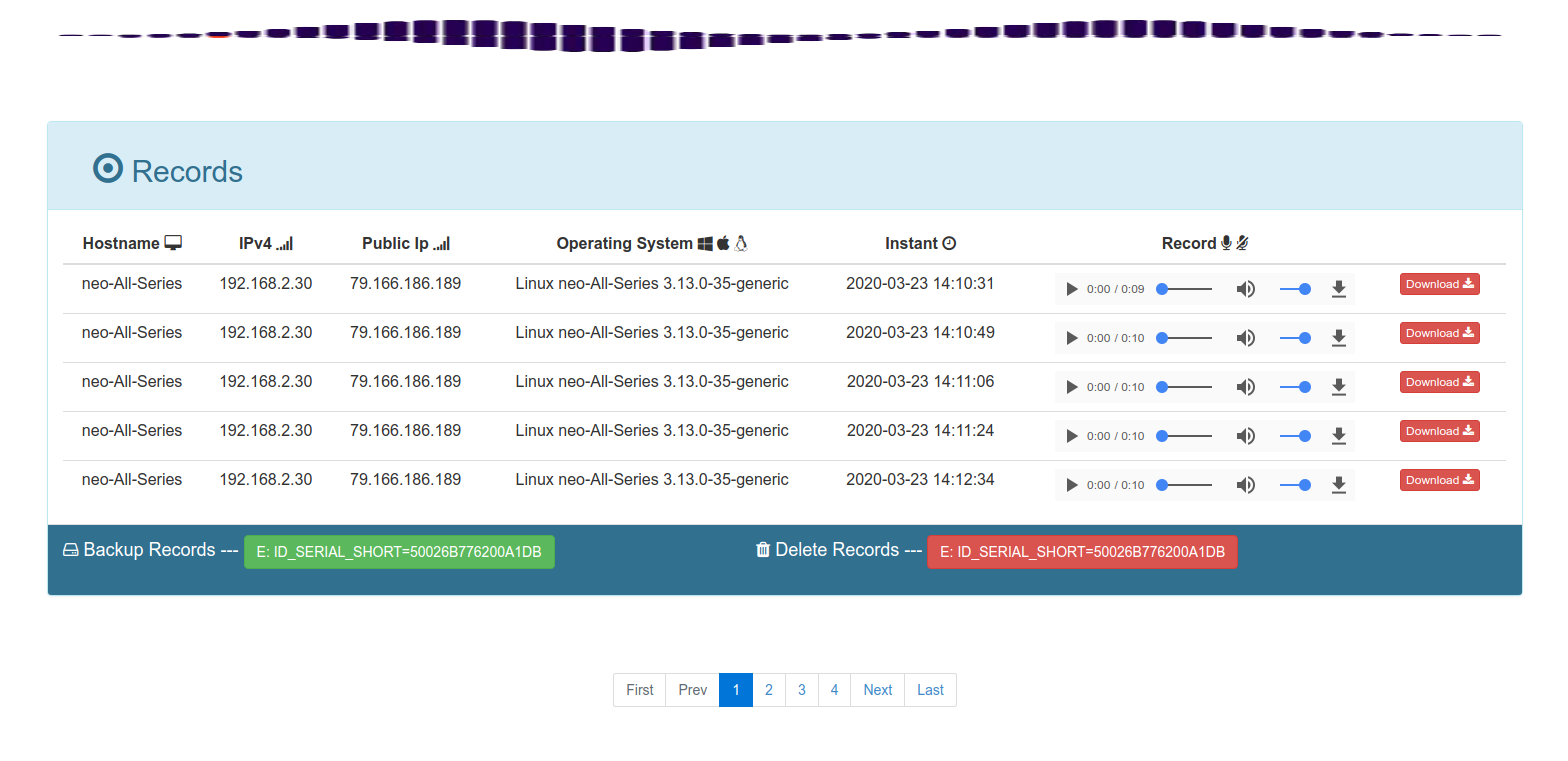 Records
Hostname IPv4 Public Ip Operating System Instant Record
neo-All-Series 192.168.2.30 79.166.186.189 Linux neo-All-Series 3.13.0-35-generic 2020-03-23 14:10:31 0:00 / 0:09 Download
neo-All-Series 192.168.2.30 79.166.186.189 Linux neo-All-Series 3.13.0-35-generic 2020-03-23 14:10:49 0:00 / 0:10 Download
neo-All-Series 192.168.2.30 79.166.186.189 Linux neo-All-Series 3.13.0-35-generic 2020-03-23 14:11:06 0:00 / 0:10 Download
neo-All-Series 192.168.2.30 79.166.186.189 Linux neo-All-Series 3.13.0-35-generic 2020-03-23 14:11:24 0:00 / 0:10 Download
neo-All-Series 192.168.2.30 79.166.186.189 Linux neo-All-Series 3.13.0-35-generic 2020-03-23 14:12:34 0:00 / 0:10 Download
Backup Records --- E: ID_SERIAL_SHORT=50026B776200A1DB Delete Records --- E: ID_SERIAL_SHORT=50026B776200A1DB
First Prev 1 2 3 4 Next Last